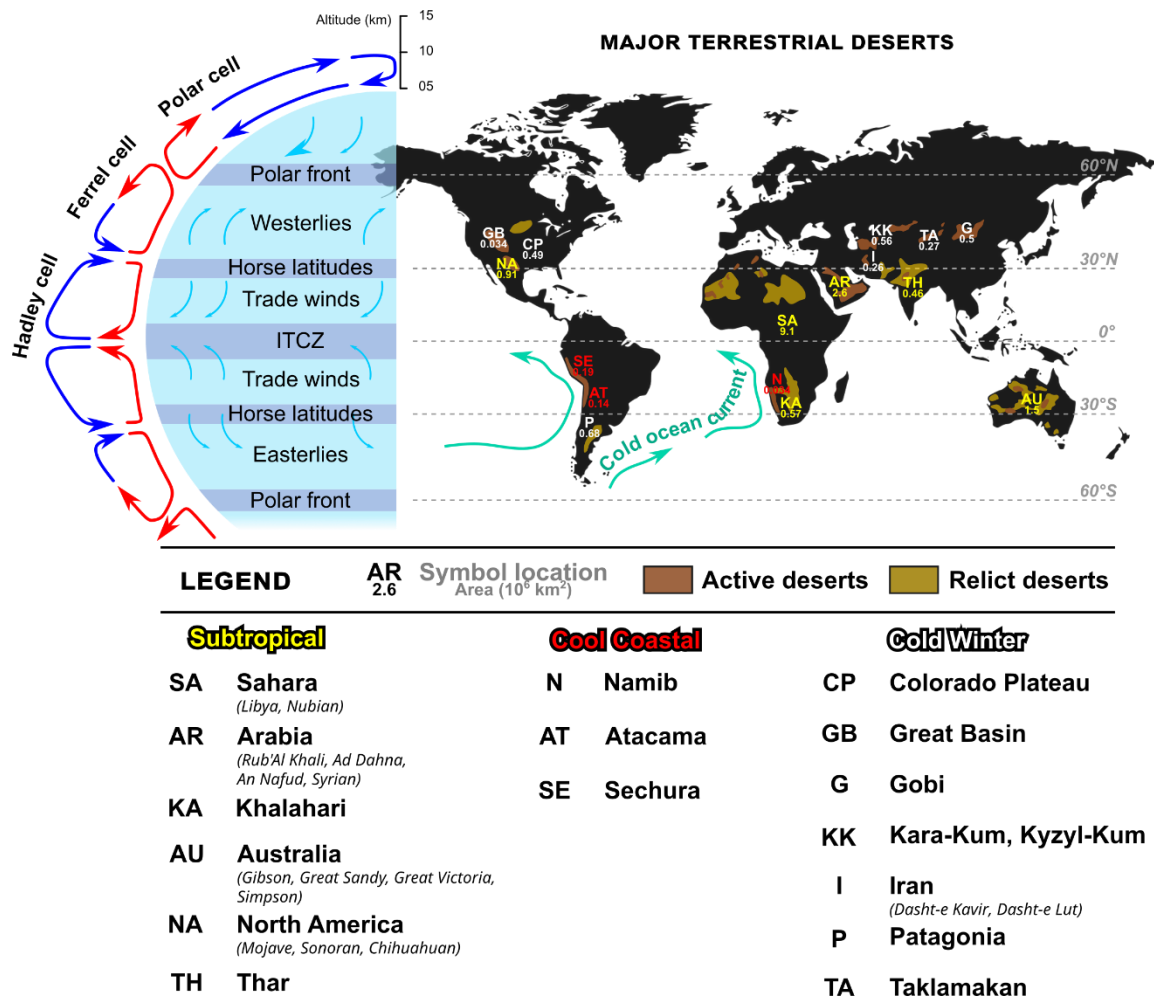 Altitude (km)
15
10
05
MAJOR TERRESTRIAL DESERTS
Polar cell
Ferrel cell
Hadley cell
Polar front
Westerlies
Horse latitudes
Trade winds
ITCZ
Trade winds
Horse latitudes
Easterlies
Polar front
60°N
30°N
0°
30°S
60°S
GB
0.034
CP
0.49
NA
0.91
KK
0.56
TA
0.27
G
0.5
I
0.26
AR
2.6
TH
0.46
SA
9.1
SE
0.19
AT
0.14
P
0.68
N
KA
0.57
AU
1.5
Cold ocean current
LEGEND
AR
2.6
Symbol location
Area (10⁶ km²)
Active deserts
Relict deserts
Subtropical
SA Sahara
(Libya, Nubian)
AR Arabia
(Rub'Al Khali, Ad Dahna,
An Nafud, Syrian)
KA Khalahari
AU Australia
(Gibson, Great Sandy, Great Victoria,
Simpson)
NA North America
(Mojave, Sonoran, Chihuahuan)
TH Thar
Cool Coastal
N Namib
AT Atacama
SE Sechura
Cold Winter
CP Colorado Plateau
GB Great Basin
G Gobi
KK Kara-Kum, Kyzyl-Kum
I Iran
(Dasht-e Kavir, Dasht-e Lut)
P Patagonia
TA Taklamakan